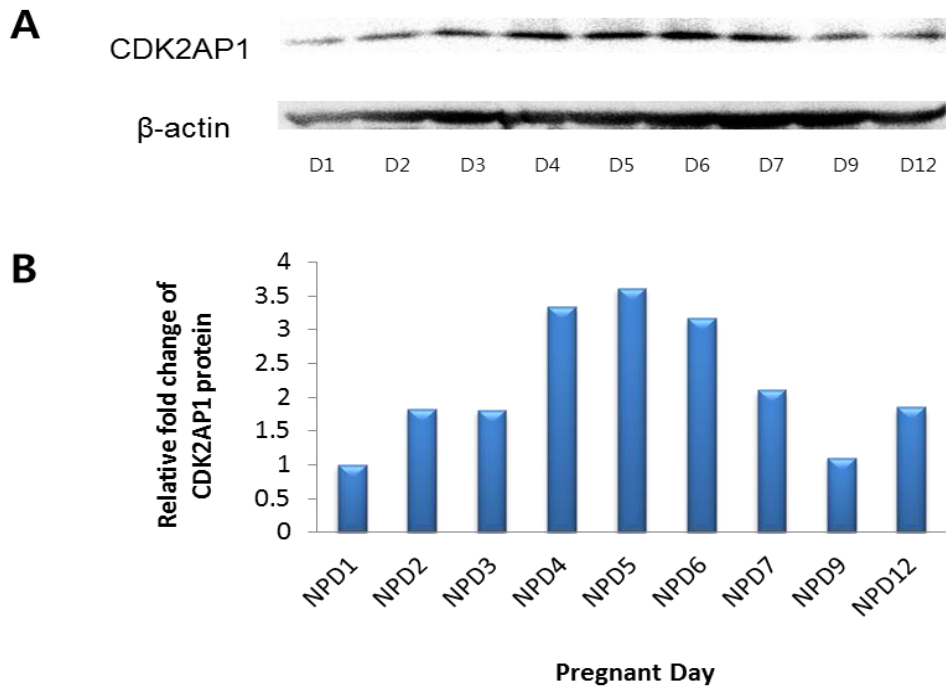 A
CDK2AP1
β-actin
D1 D2 D3 D4 D5 D6 D7 D9 D12
B
Relative fold change of
CDK2AP1 protein
4
3.5
3
2.5
2
1.5
1
0.5
0
NPD1 NPD2 NPD3 NPD4 NPD5 NPD6 NPD7 NPD9 NPD12
Pregnant Day